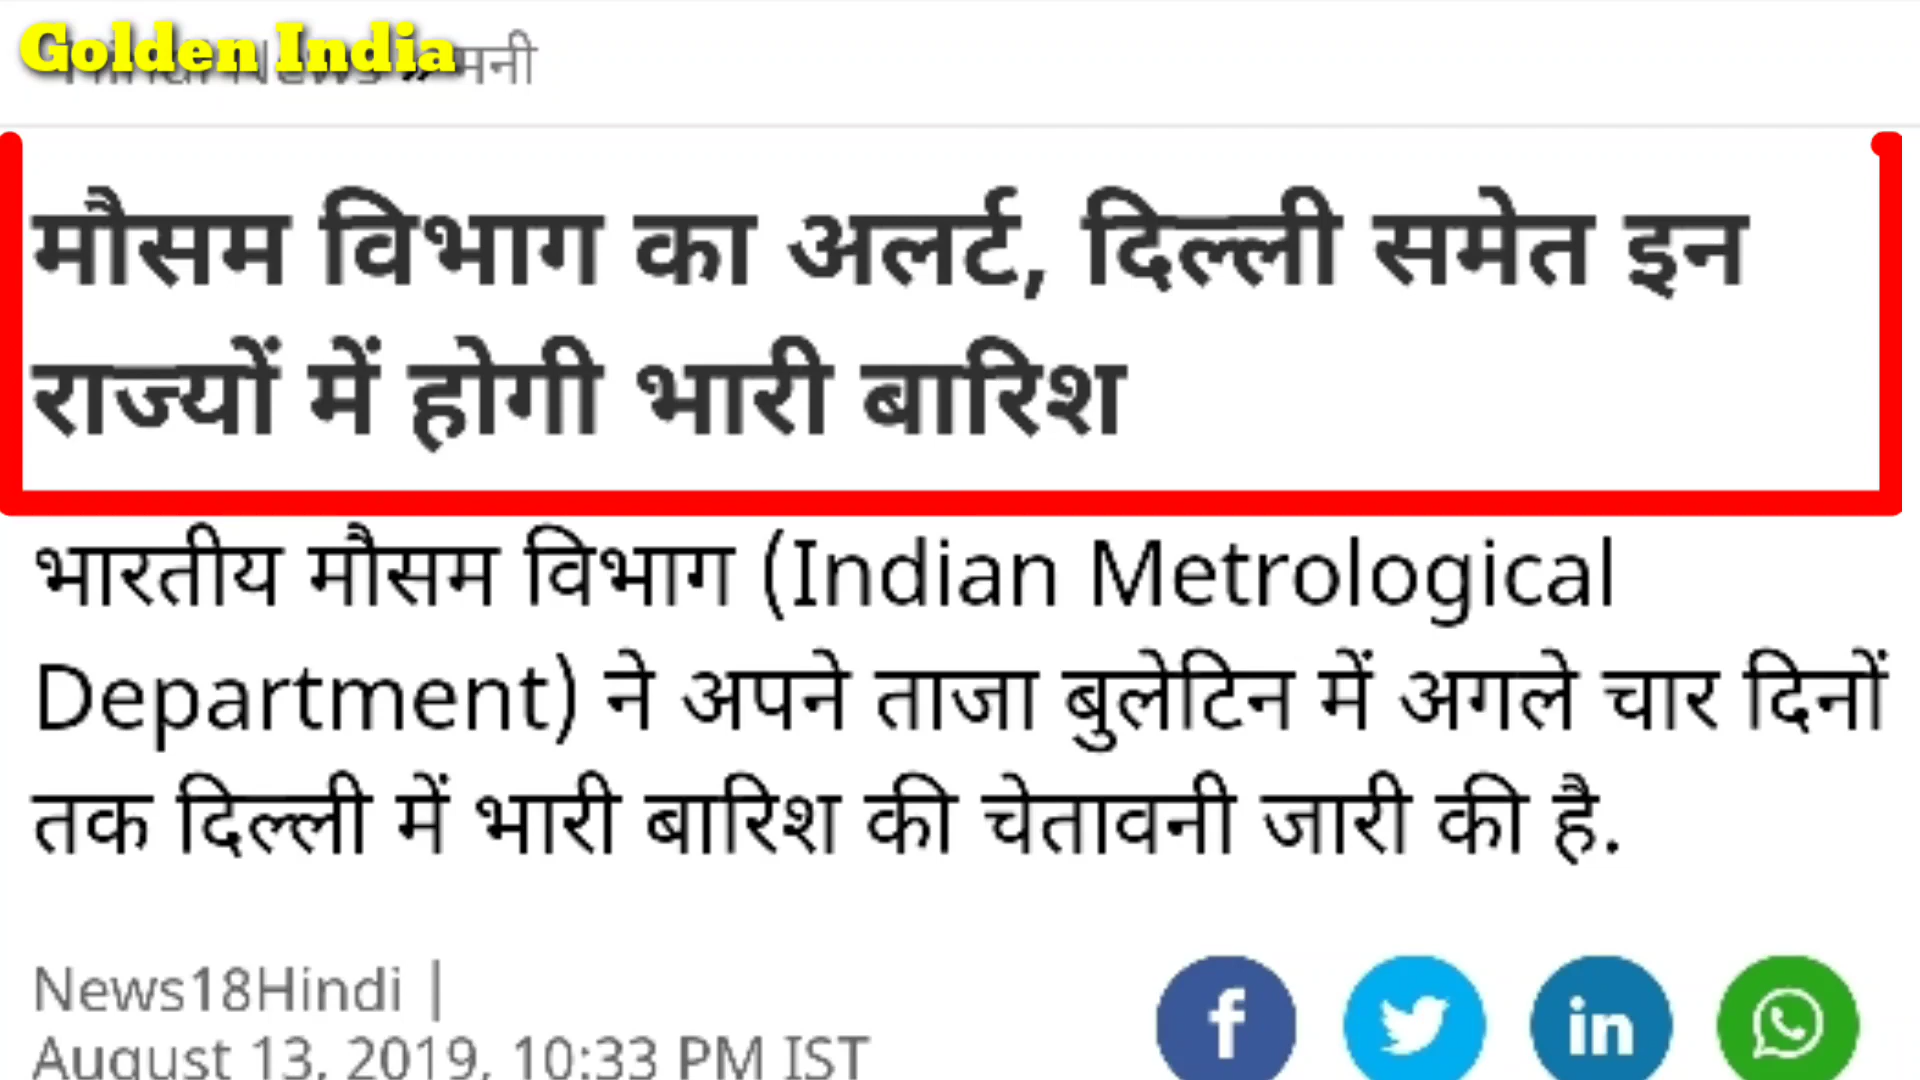 Golden India
मनी
मौसम विभाग का अलर्ट, दिल्ली समेत इन
राज्यों में होगी भारी बारिश
भारतीय मौसम विभाग (Indian Metrological
Department) ने अपने ताजा बुलेटिन में अगले चार दिनों
तक दिल्ली में भारी बारिश की चेतावनी जारी की है.
News18Hindi |
August 13, 2019, 10:33 PM IST